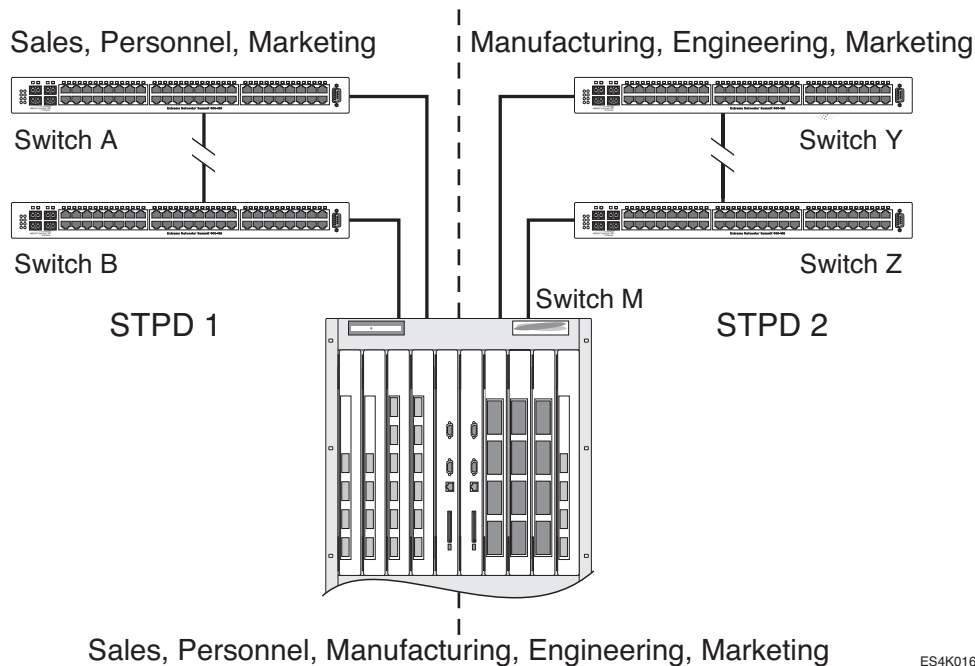 Sales, Personnel, Marketing
Manufacturing, Engineering, Marketing
Switch A
Switch Y
Switch B
Switch Z
Switch M
STPD 1
STPD 2
Sales, Personnel, Manufacturing, Engineering, Marketing
ES4K016